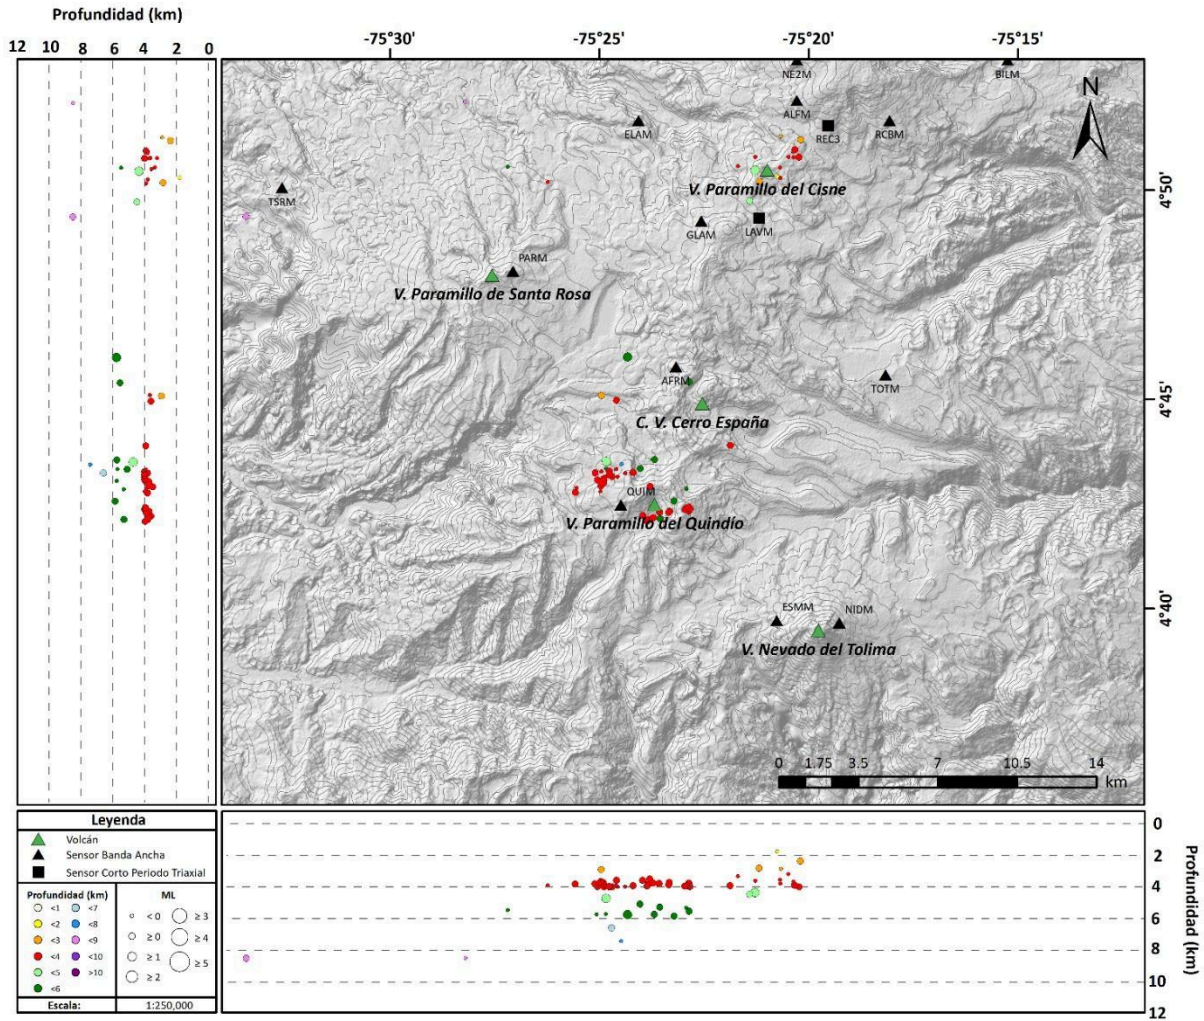 Profundidad (km)
12 10 8 6 4 2 0
-75°30' -75°25' -75°20' -75°15'
NE2M
BILM
ALFM
ELAM
REC3
RCBM
N
V. Paramillo del Cisne
4°50'
TSRM
GLAM
LAVM
PARM
V. Paramillo de Santa Rosa
AFRM
TOTM
4°45'
C. V. Cerro España
QUIM
V. Paramillo del Quindío
ESMM
NIDM
4°40'
V. Nevado del Tolima
0 1.75 3.5 7 10.5 14
km
Leyenda
Volcán
Sensor Banda Ancha
Sensor Corto Periodo Triaxial
Profundidad (km)
<1 <7
<2 <8
<3 <9
<4 <10
<5 >10
<6
ML
< 0 ≥ 3
≥ 0 ≥ 4
≥ 1 ≥ 5
≥ 2
Escala: 1:250,000
0
2
4
6
8
10
12
Profundidad (km)